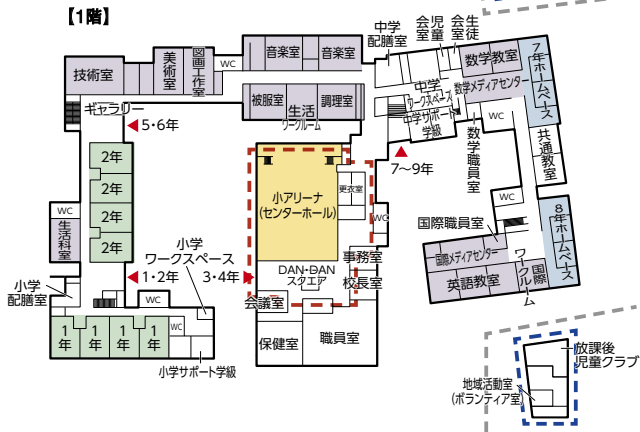 【1階】
技術室
美術室
図画工作室
WC
音楽室
音楽室
中学
配膳室
児童
会室
生徒
会室
数学教室
数学メディアセンター
7年ホームベース
ギャラリー
被服室
生活
ワークルーム
調理室
中学
ワークスペース
中学サポート
学級
数学職員室
WC
共通教室
5・6年
7〜9年
2年
2年
2年
2年
WC
生活科室
小アリーナ
(センターホール)
更衣室
WC
WC
国際職員室
8年ホームベース
国際メディアセンター
英語教室
国際
ワークルーム
小学
ワークスペース
1・2年
3・4年
DAN・DAN
スクエア
事務室
校長室
会議室
小学
配膳室
WC
1年
1年
1年
1年
WC
小学サポート学級
保健室
職員室
放課後
児童クラブ
地域活動室
(ボランティア室)